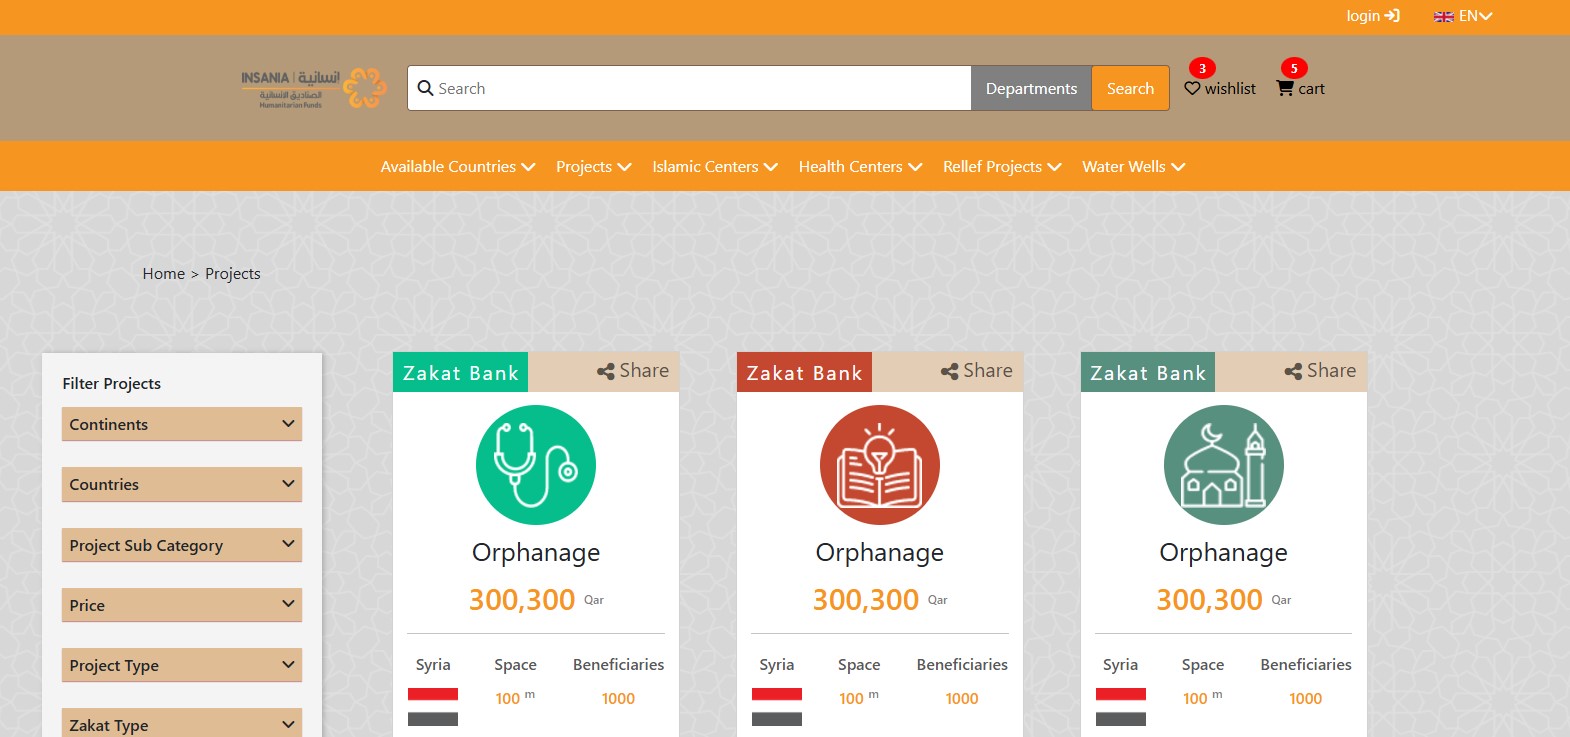 login
EN
INSANIA | إنسانية
الصناديق الإنسانية
Humanitarian Funds
Search
Departments
Search
3
wishlist
5
cart
Available Countries
Projects
Islamic Centers
Health Centers
Rellef Projects
Water Wells
Home > Projects
Filter Projects
Continents
Countries
Project Sub Category
Price
Project Type
Zakat Type
Zakat Bank
Share
Orphanage
300,300 Qar
Syria Space Beneficiaries
100 m 1000
Zakat Bank
Share
Orphanage
300,300 Qar
Syria Space Beneficiaries
100 m 1000
Zakat Bank
Share
Orphanage
300,300 Qar
Syria Space Beneficiaries
100 m 1000